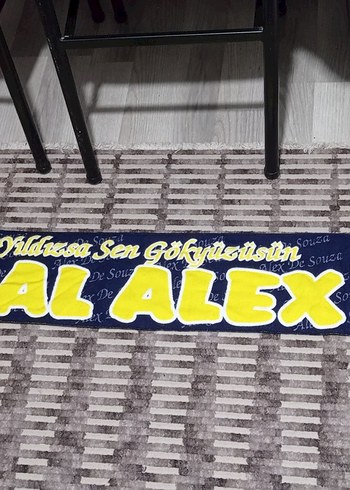 Yıldızsa Sen Gökyüzüsün
AL ALEX
Alex De Souza